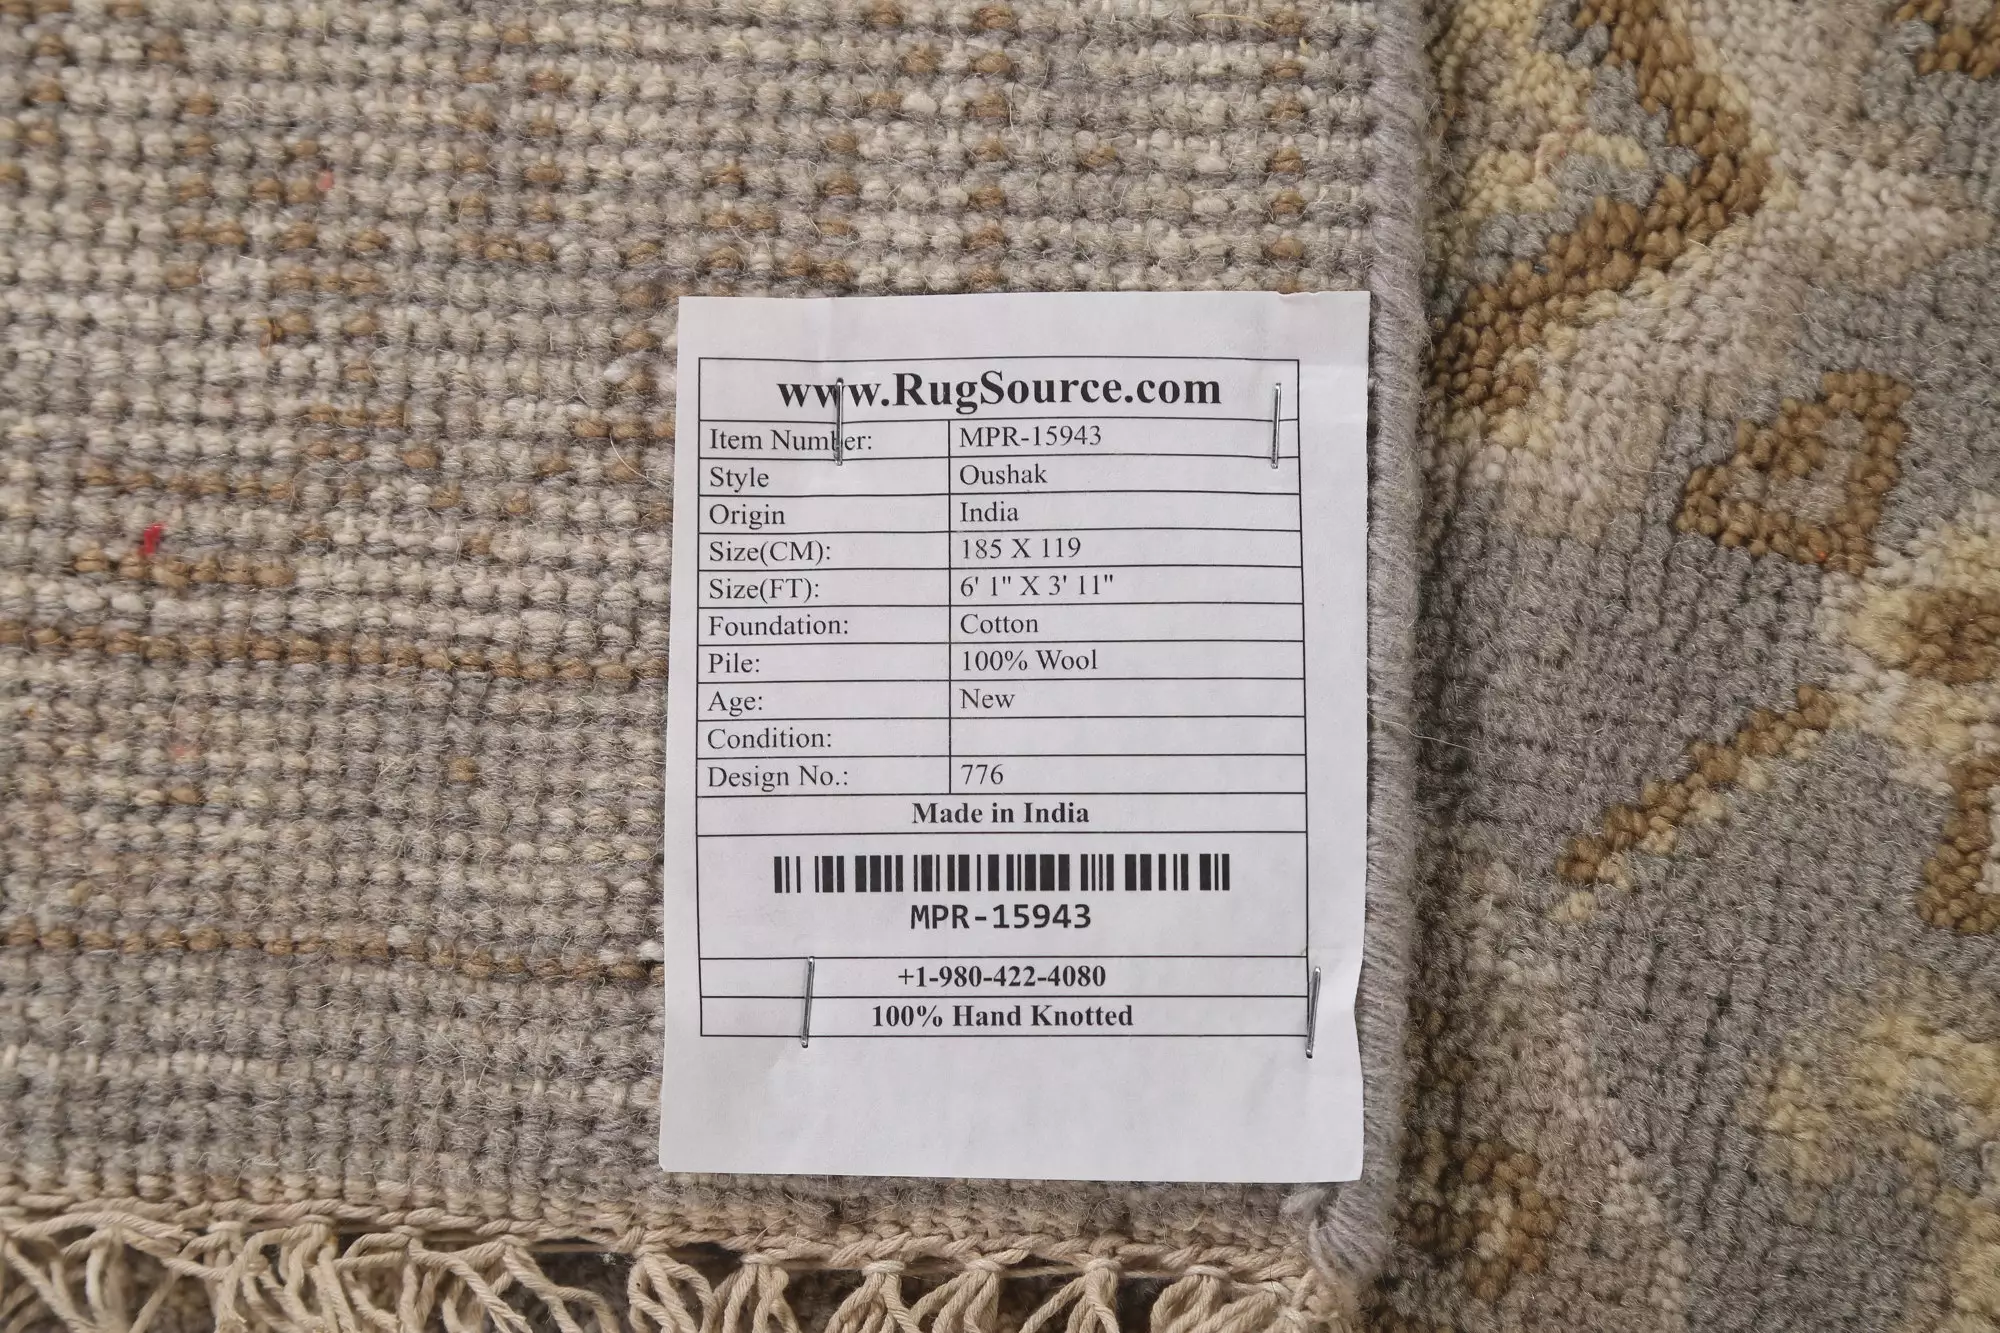 www.RugSource.com
Item Number: MPR-15943
Style Oushak
Origin India
Size(CM): 185 X 119
Size(FT): 6' 1" X 3' 11"
Foundation: Cotton
Pile: 100% Wool
Age: New
Condition:
Design No.: 776
Made in India
MPR-15943
+1-980-422-4080
100% Hand Knotted